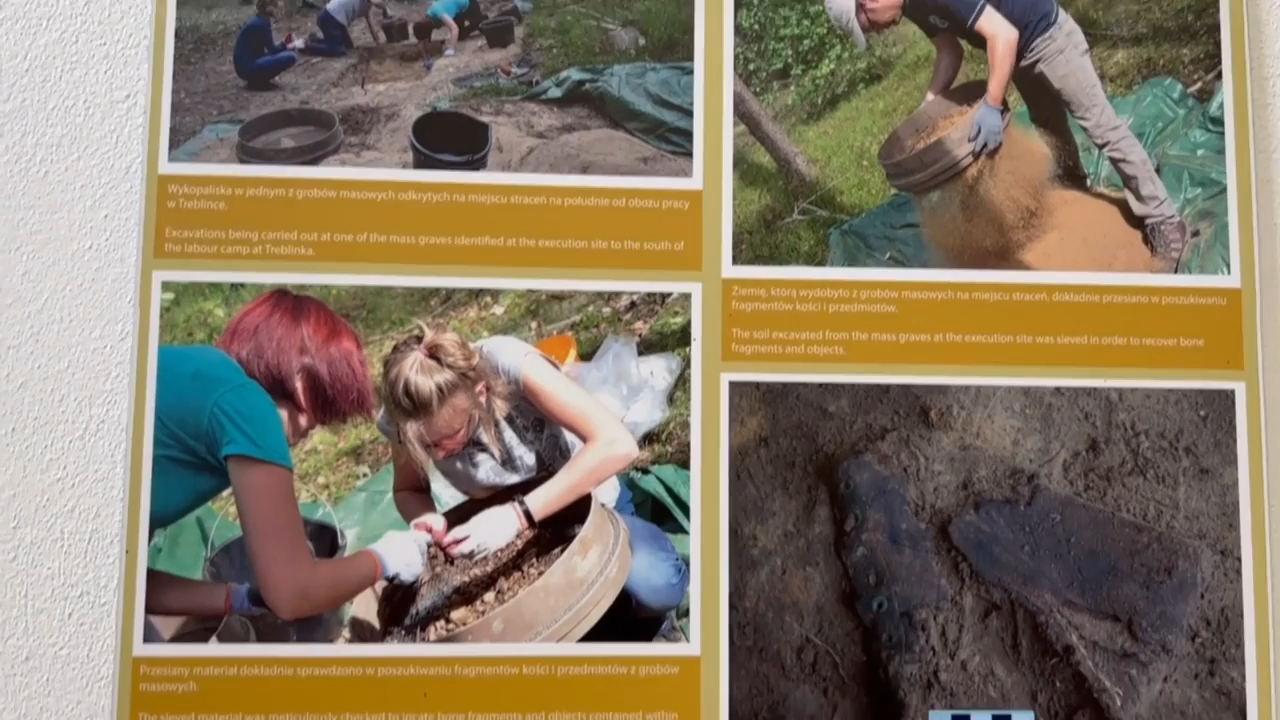 Wykopaliska w jednym z grobów masowych odkrytych na miejscu straceń na południe od obozu pracy
w Treblince.
Excavations being carried out at one of the mass graves identified at the execution site to the south of
the labour camp at Treblinka.
Ziemię, którą wydobyto z grobów masowych na miejscu straceń, dokładnie przesiano w poszukiwaniu
fragmentów kości i przedmiotów.
The soil excavated from the mass graves at the execution site was sieved in order to recover bone
fragments and objects.
Przesiany materiał dokładnie sprawdzono w poszukiwaniu fragmentów kości i przedmiotów z grobów
masowych.
The sieved material was meticulously checked to locate bone fragments and objects contained within